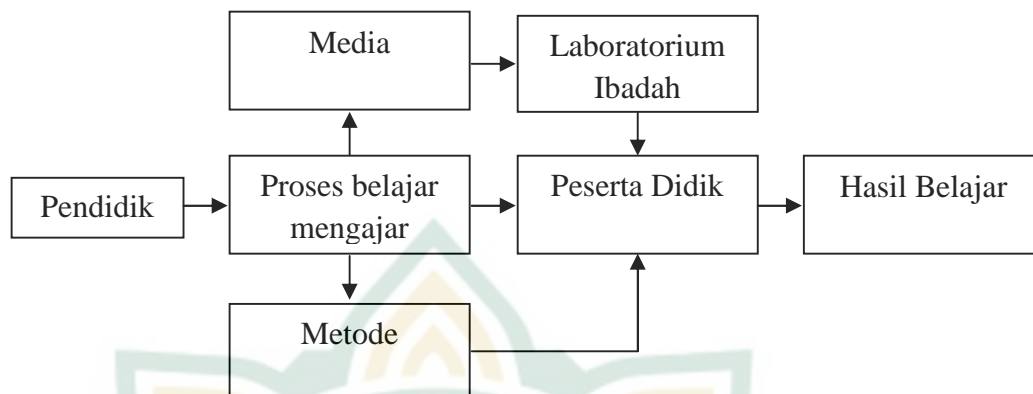 Media
Laboratorium
Ibadah
Pendidik
Proses belajar
mengajar
Peserta Didik
Hasil Belajar
Metode